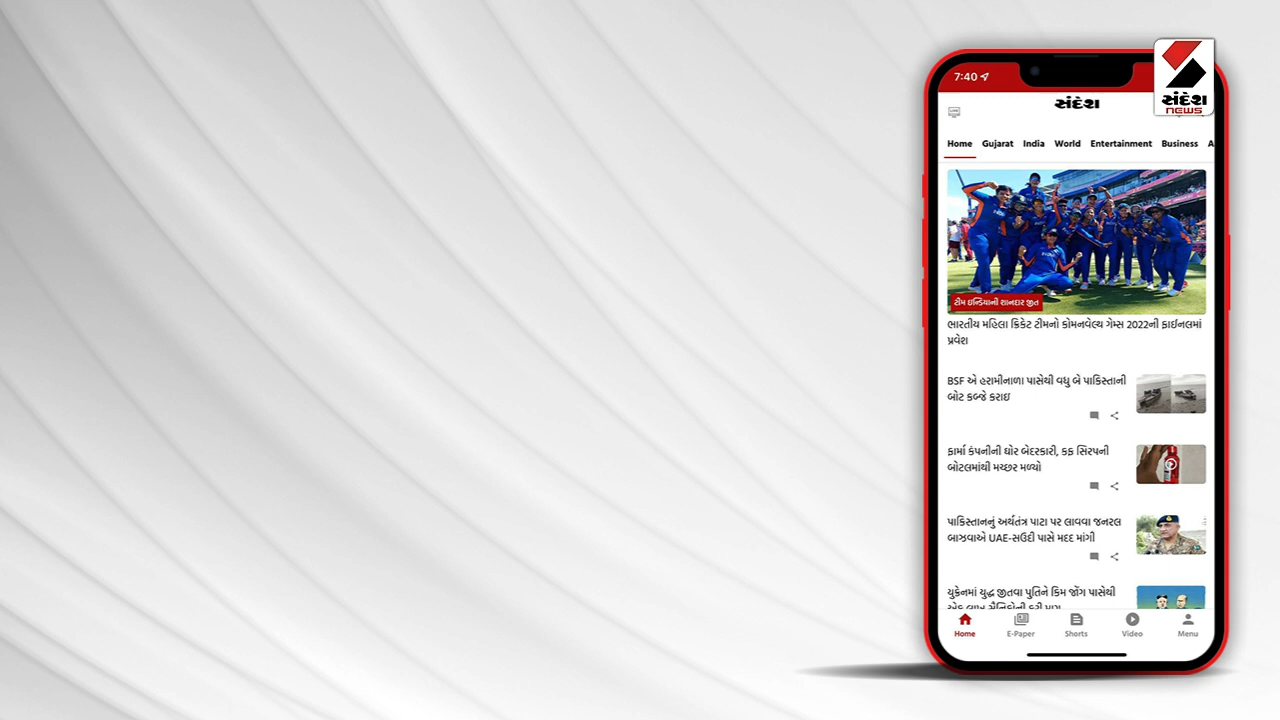 7:40
સંદેશ
NEWS
સંદેશ
Home Gujarat India World Entertainment Business A
ટીમ ઇન્ડિયાની શાનદાર જીત
ભારતીય મહિલા ક્રિકેટ ટીમનો કોમનવેલ્થ ગેમ્સ 2022ની ફાઈનલમાં
પ્રવેશ
BSF એ હરામીનાળા પાસેથી વધુ બે પાકિસ્તાની
બોટ કબ્જે કરાઇ
ફાર્મા કંપનીની ઘોર બેદરકારી, કફ સિરપની
બોટલમાંથી મચ્છર મળ્યો
પાકિસ્તાનનું અર્થતંત્ર પાટા પર લાવવા જનરલ
બાઝવાએ UAE-સઉદી પાસે મદદ માંગી
યુક્રેનમાં યુદ્ધ જીતવા પુતિને કિમ જોંગ પાસેથી
Home E-Paper Shorts Video Menu